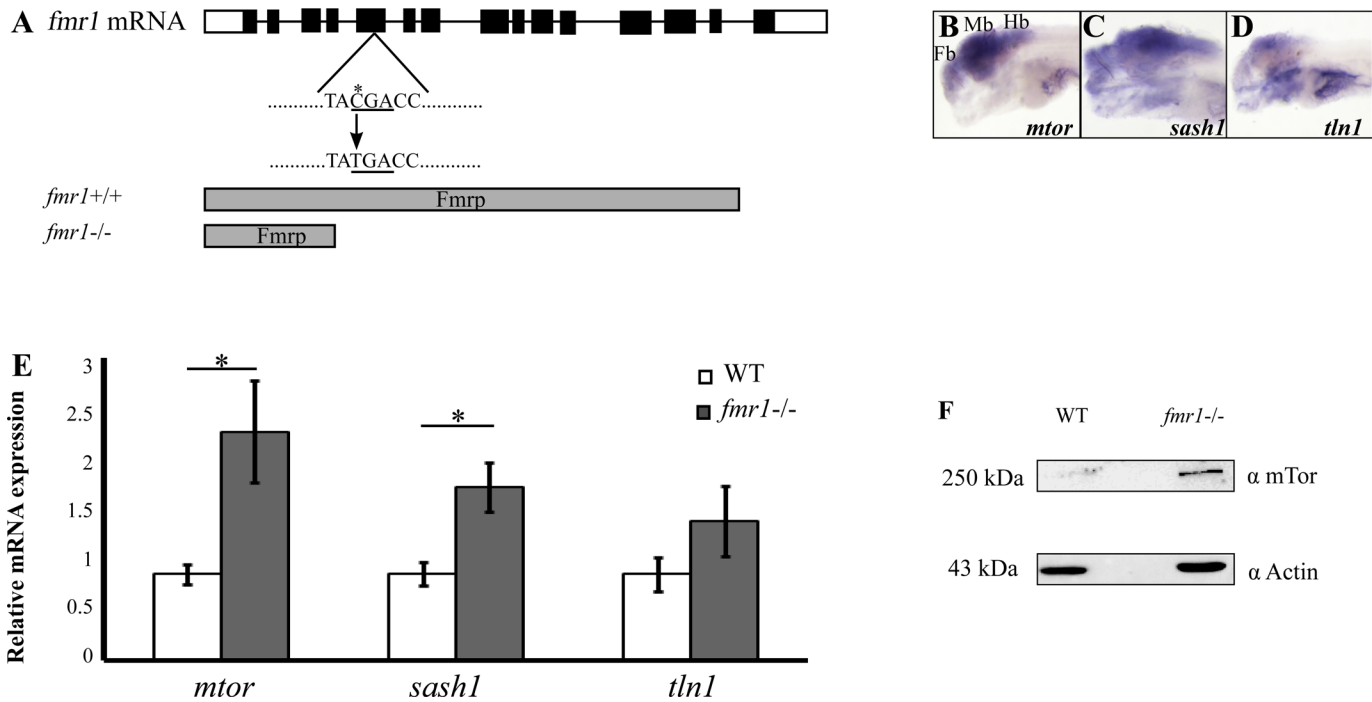 A fmr1 mRNA
*
............TACGACC............
............TATGACC............
fmr1+/+ Fmrp
fmr1-/- Fmrp
B Fb Mb Hb mtor
C sash1
D tln1
E
Relative mRNA expression
3
2.5
2
1.5
1
0.5
0
* *
WT
fmr1-/-
mtor sash1 tln1
F WT fmr1-/-
250 kDa α mTor
43 kDa α Actin